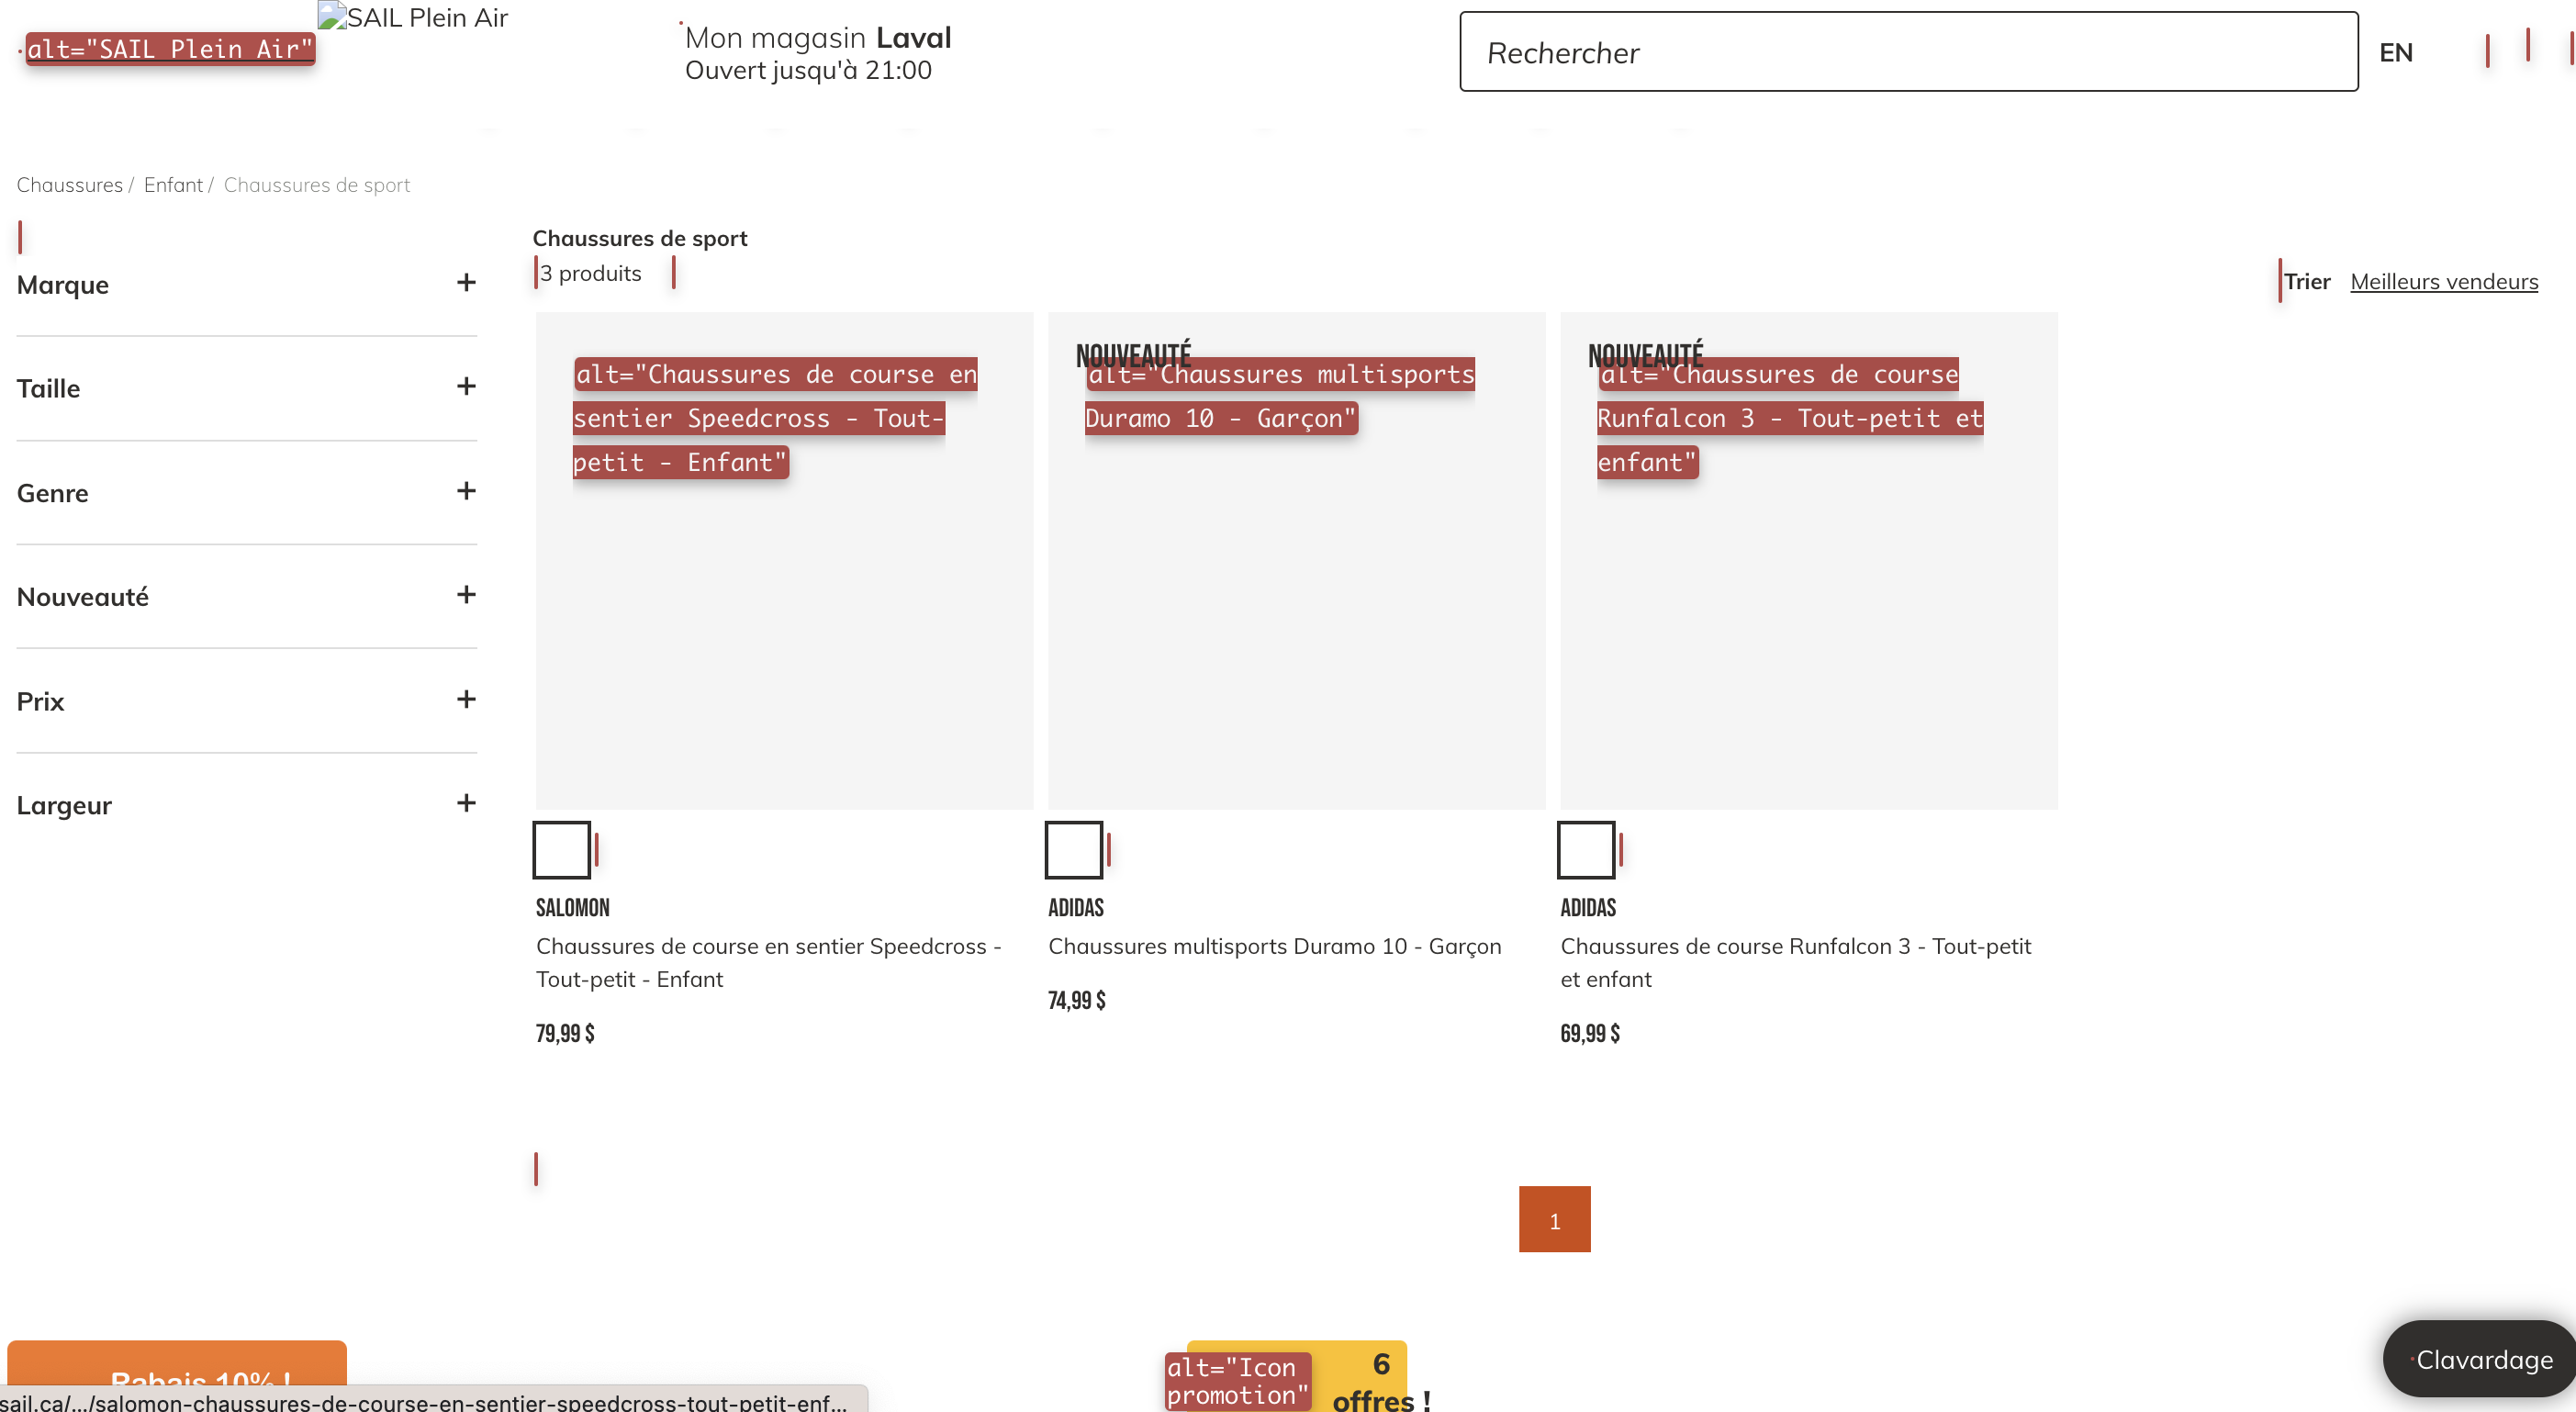 alt="SAIL Plein Air"
SAIL Plein Air
Mon magasin Laval
Ouvert jusqu'à 21:00
Rechercher
EN
Chaussures / Enfant / Chaussures de sport
Chaussures de sport
3 produits
Trier Meilleurs vendeurs
Marque +
Taille +
Genre +
Nouveauté +
Prix +
Largeur +
alt="Chaussures de course en
sentier Speedcross - Tout-
petit - Enfant"
SALOMON
Chaussures de course en sentier Speedcross -
Tout-petit - Enfant
79,99 $
NOUVEAUTÉ
alt="Chaussures multisports
Duramo 10 - Garçon"
ADIDAS
Chaussures multisports Duramo 10 - Garçon
74,99 $
NOUVEAUTÉ
alt="Chaussures de course
Runfalcon 3 - Tout-petit et
enfant"
ADIDAS
Chaussures de course Runfalcon 3 - Tout-petit
et enfant
69,99 $
1
Rabais 10% !
alt="Icon
promotion"
6
offres !
Clavardage
sail.ca/.../salomon-chaussures-de-course-en-sentier-speedcross-tout-petit-enf...